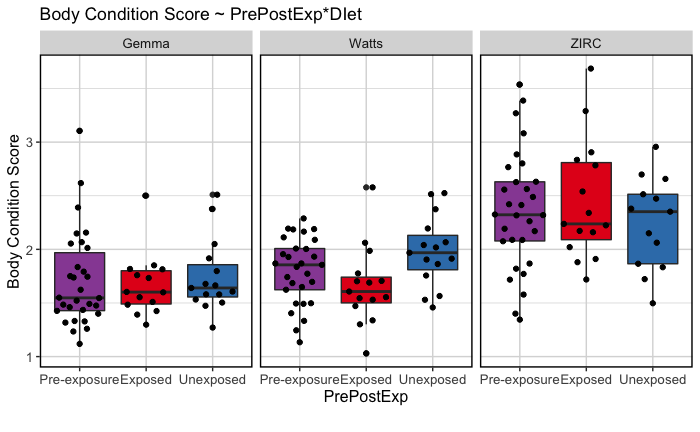 Body Condition Score ~ PrePostExp*DIet
Gemma
Watts
ZIRC
Body Condition Score
3
2
1
Pre-exposure Exposed Unexposed
Pre-exposure Exposed Unexposed
Pre-exposure Exposed Unexposed
PrePostExp